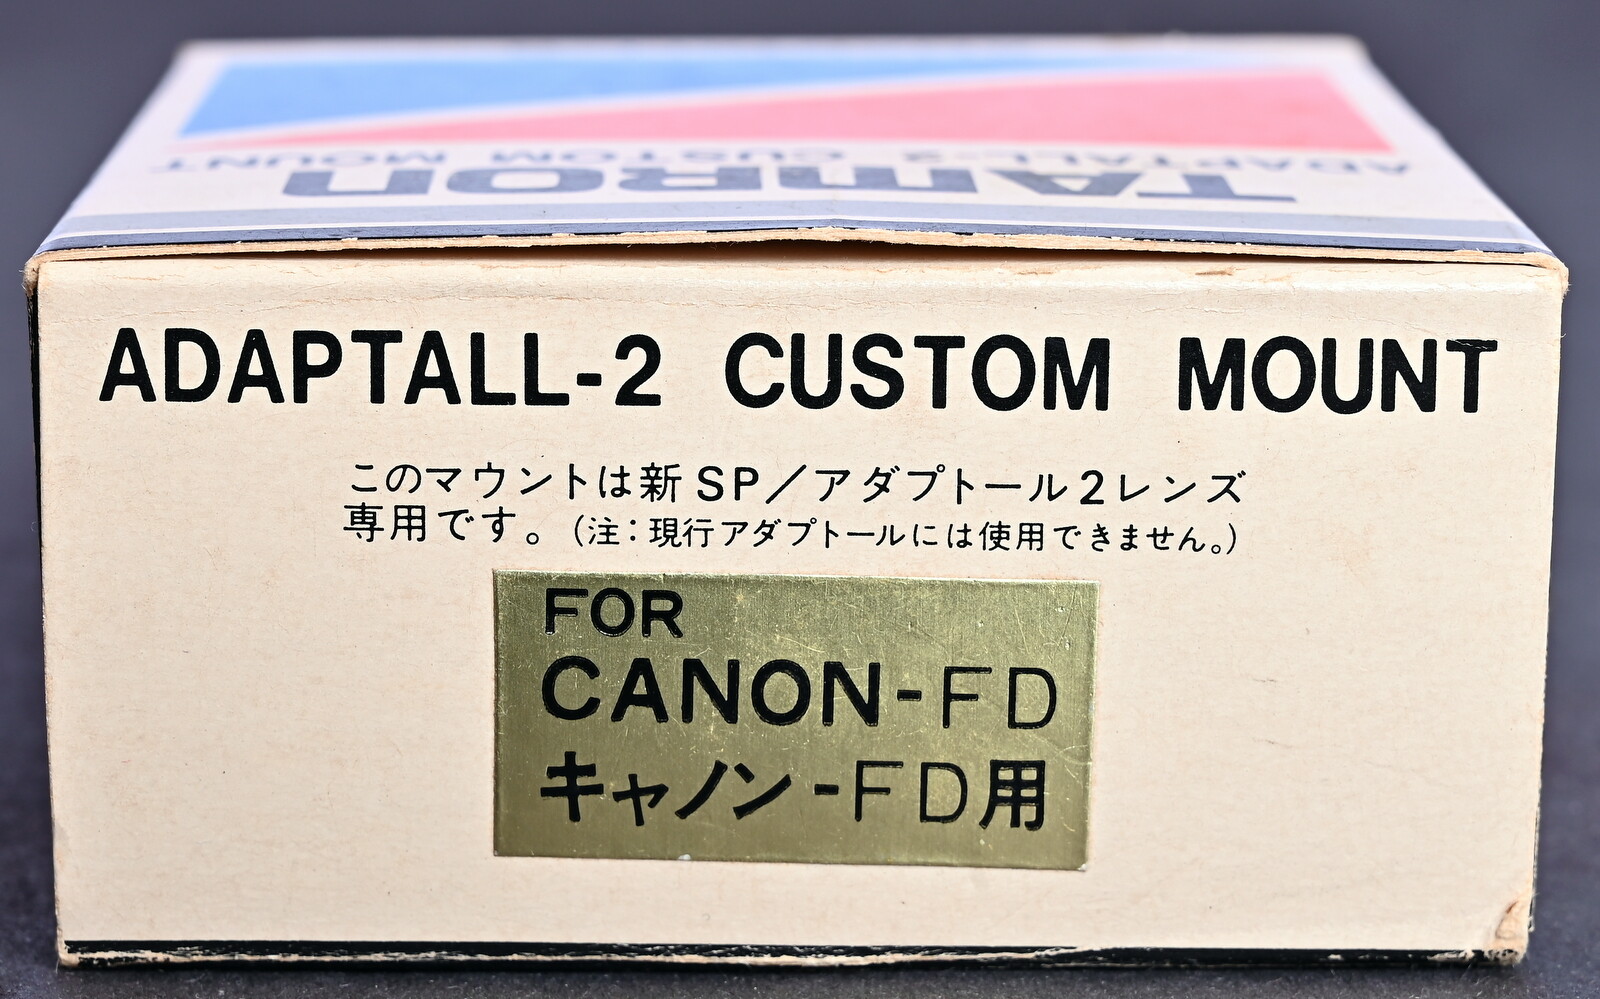 ADAPTALL-2 CUSTOM MOUNT
TAMRON
ADAPTALL-2 CUSTOM MOUNT
このマウントは新SP／アダプトール2レンズ
専用です。（注：現行アダプトールには使用できません。）
FOR
CANON-FD
キャノン-FD用